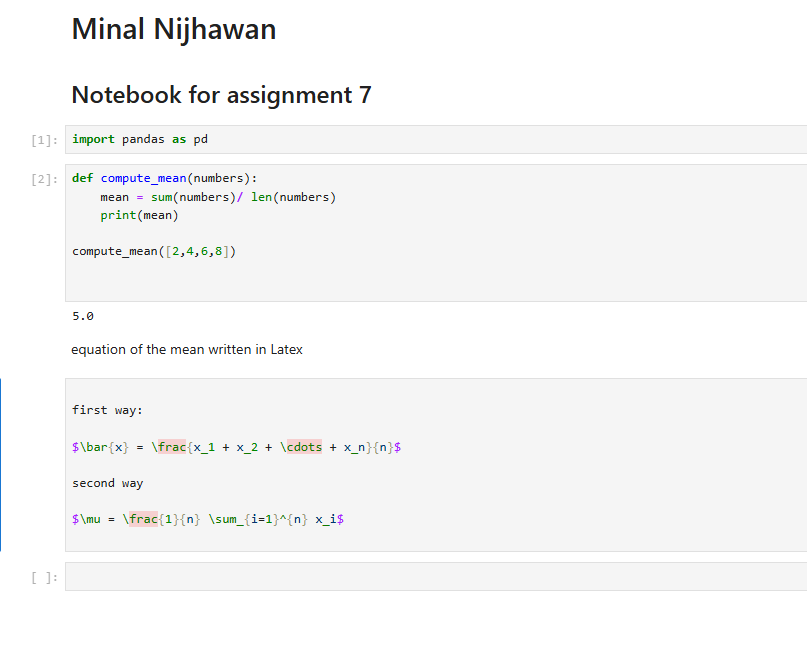 Minal Nijhawan
Notebook for assignment 7
[1]: import pandas as pd
[2]: def compute_mean(numbers):
    mean = sum(numbers)/ len(numbers)
    print(mean)
compute_mean([2,4,6,8])
5.0
equation of the mean written in Latex
first way:
$\bar{x} = \frac{x_1 + x_2 + \cdots + x_n}{n}$
second way
$\mu = \frac{1}{n} \sum_{i=1}^{n} x_i$
[ ]: